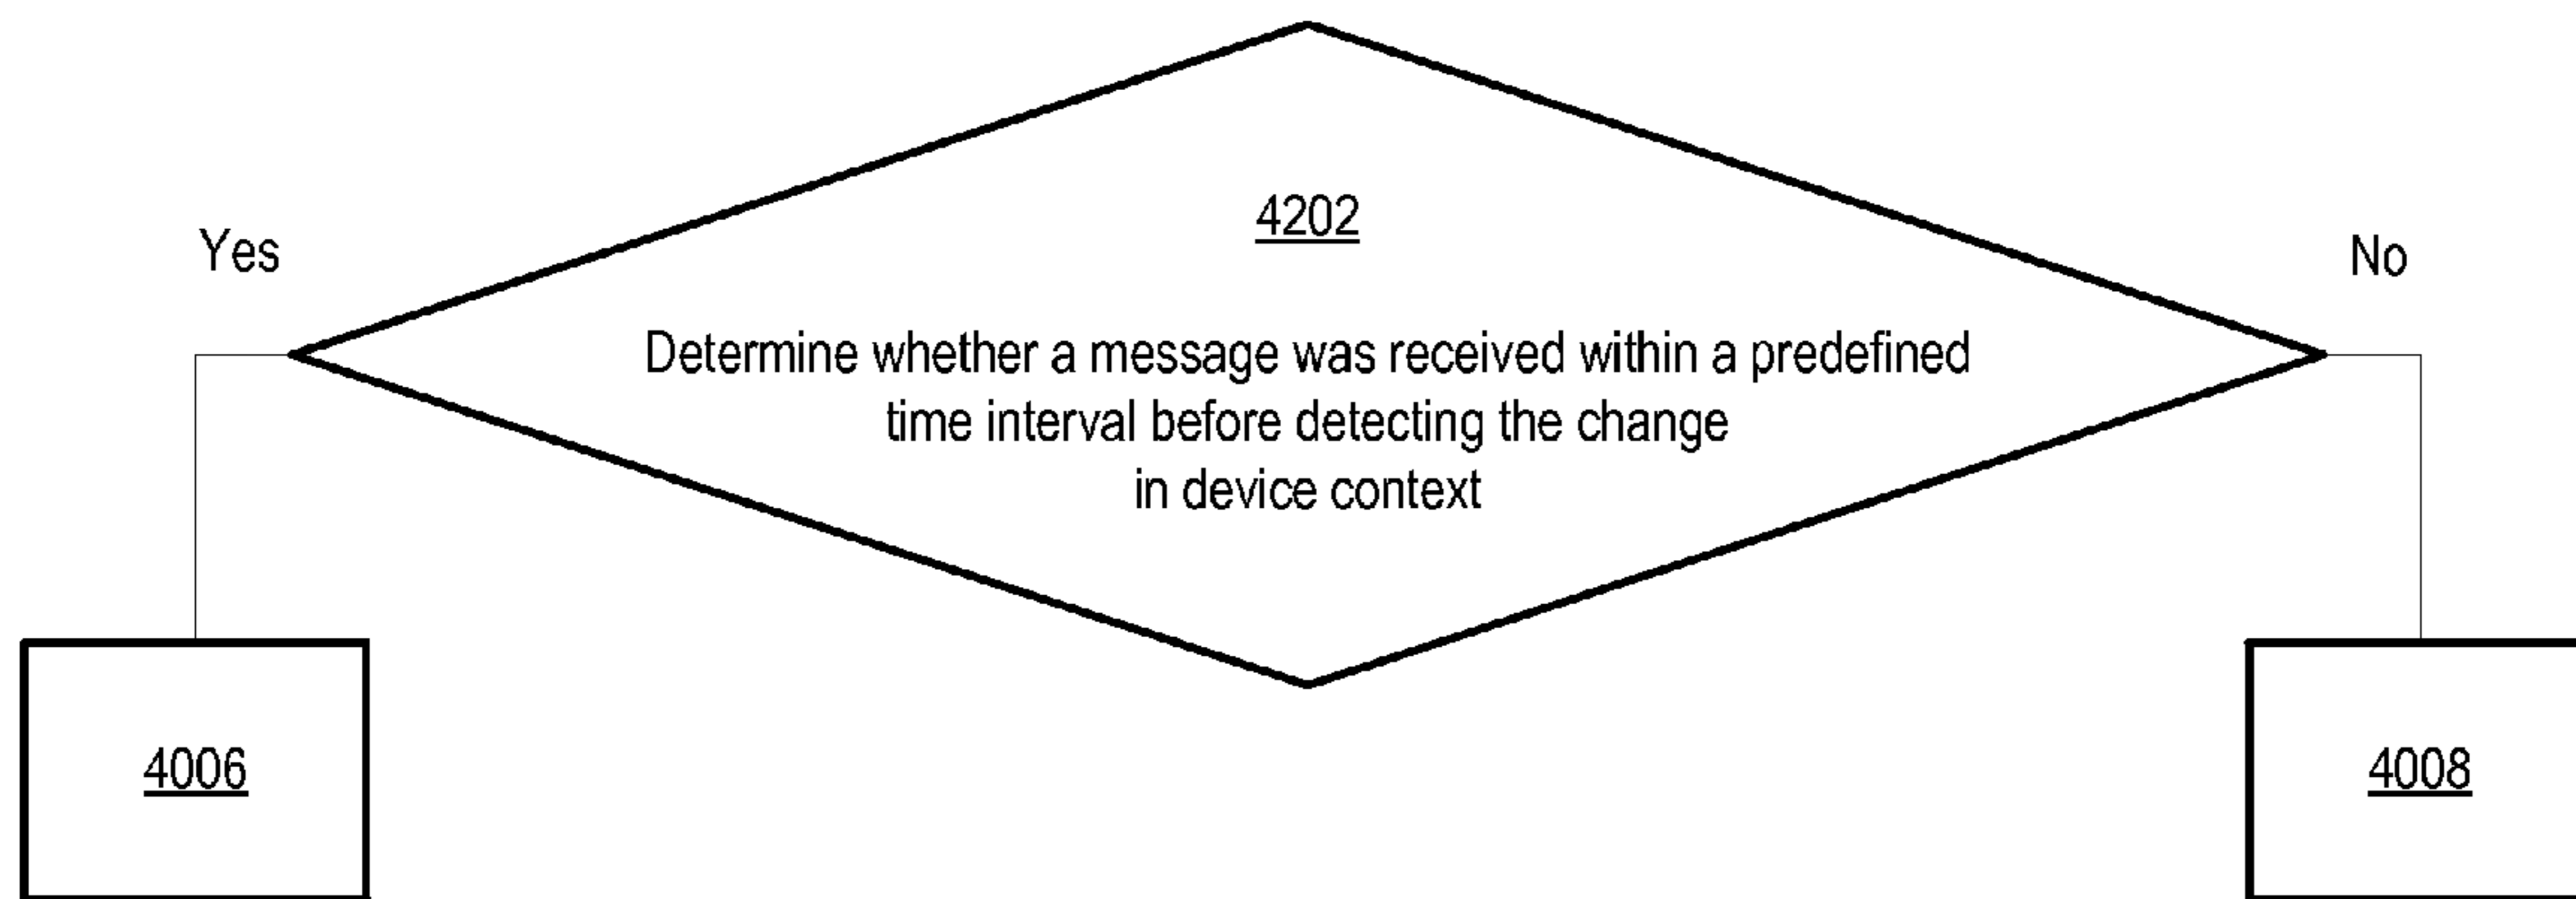 4202
Yes
No
Determine whether a message was received within a predefined
time interval before detecting the change
in device context
4006
4008